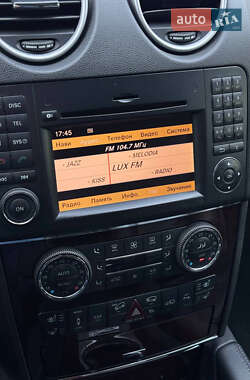 AUTO RIA
DISC
TEL
17:45
Нави Аудио Телефон Видео Система
FM 104.7 МГц
- MELODIA
- JAZZ
LUX FM
- RADIO
- KISS
Радио Память Инфо Звучание
AUTO